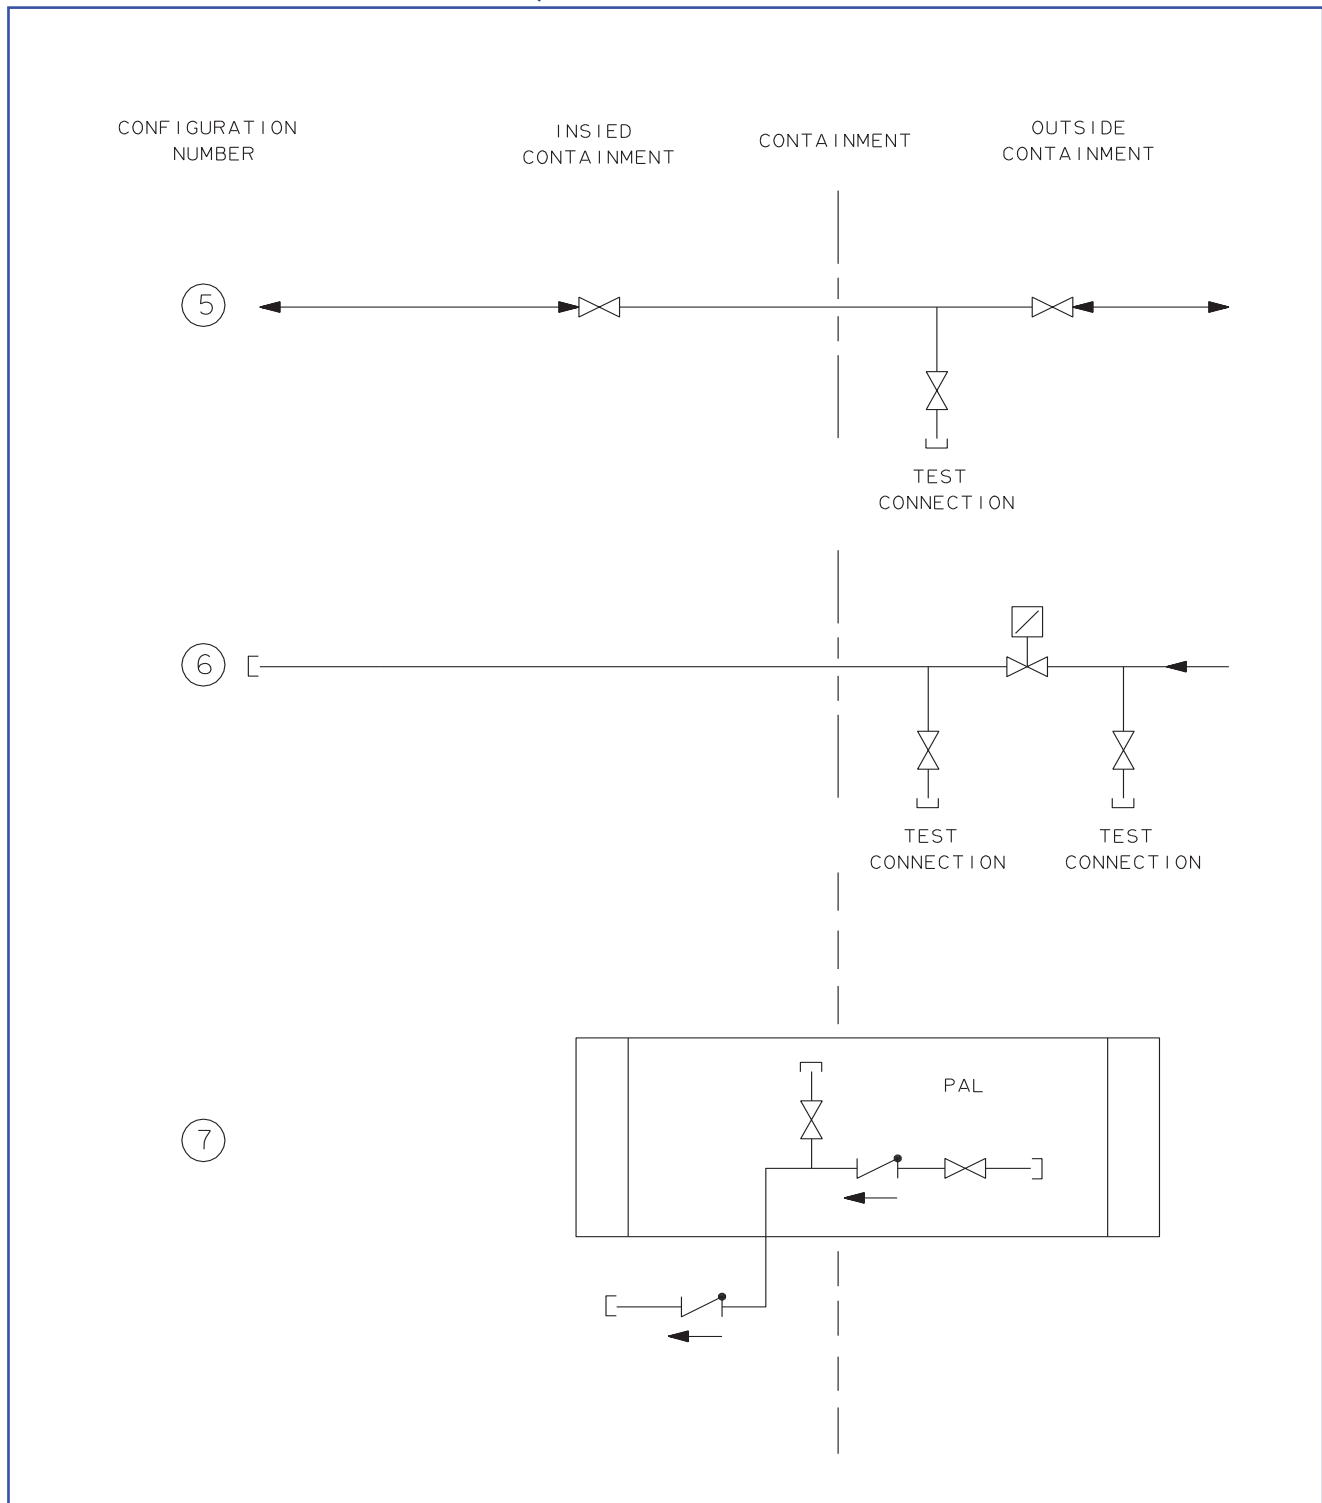 CONFIGURATION
NUMBER
INSIED
CONTAINMENT
CONTAINMENT
OUTSIDE
CONTAINMENT
5
TEST
CONNECTION
6
TEST
CONNECTION
TEST
CONNECTION
PAL
7